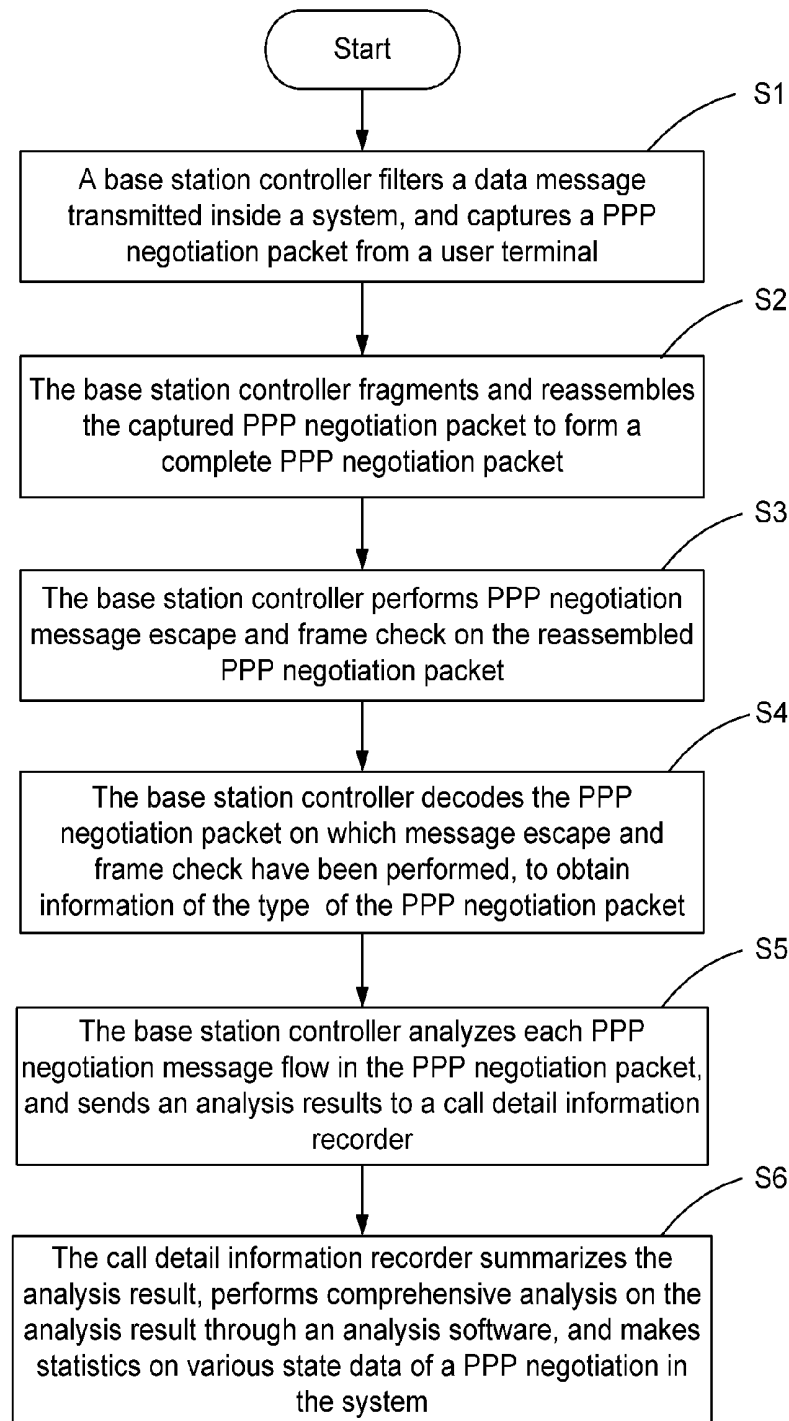 Start
S1
A base station controller filters a data message
transmitted inside a system, and captures a PPP
negotiation packet from a user terminal
S2
The base station controller fragments and reassembles
the captured PPP negotiation packet to form a
complete PPP negotiation packet
S3
The base station controller performs PPP negotiation
message escape and frame check on the reassembled
PPP negotiation packet
S4
The base station controller decodes the PPP
negotiation packet on which message escape and
frame check have been performed, to obtain
information of the type of the PPP negotiation packet
S5
The base station controller analyzes each PPP
negotiation message flow in the PPP negotiation packet,
and sends an analysis results to a call detail information
recorder
S6
The call detail information recorder summarizes the
analysis result, performs comprehensive analysis on the
analysis result through an analysis software, and makes
statistics on various state data of a PPP negotiation in
the system